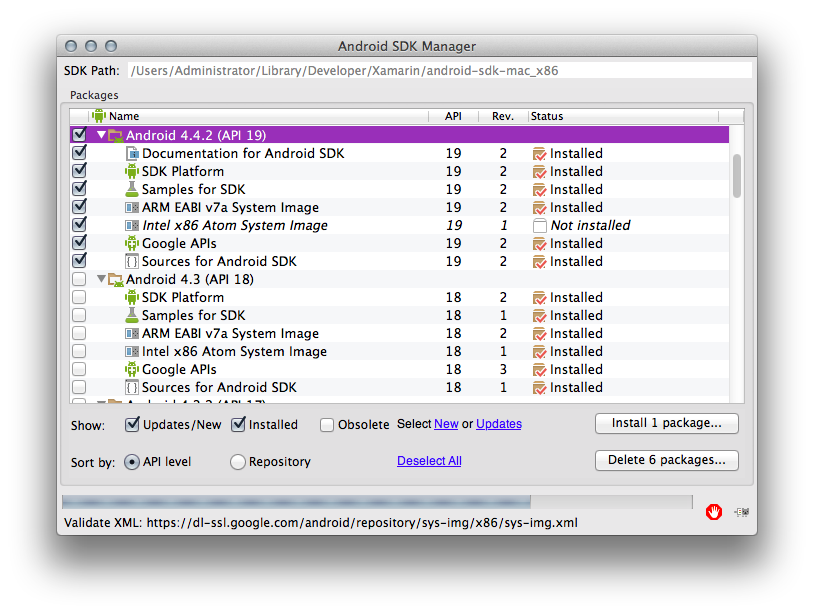 Android SDK Manager
SDK Path: /Users/Administrator/Library/Developer/Xamarin/android-sdk-mac_x86
Packages
Name API Rev. Status
Android 4.4.2 (API 19)
Documentation for Android SDK 19 2 Installed
SDK Platform 19 2 Installed
Samples for SDK 19 2 Installed
ARM EABI v7a System Image 19 2 Installed
Intel x86 Atom System Image 19 1 Not installed
Google APIs 19 2 Installed
Sources for Android SDK 19 2 Installed
Android 4.3 (API 18)
SDK Platform 18 2 Installed
Samples for SDK 18 1 Installed
ARM EABI v7a System Image 18 2 Installed
Intel x86 Atom System Image 18 1 Installed
Google APIs 18 3 Installed
Sources for Android SDK 18 1 Installed
Android 4.2.2 (API 17)
Show: Updates/New Installed Obsolete Select New or Updates Install 1 package...
Sort by: API level Repository Deselect All Delete 6 packages...
Validate XML: https://dl-ssl.google.com/android/repository/sys-img/x86/sys-img.xml